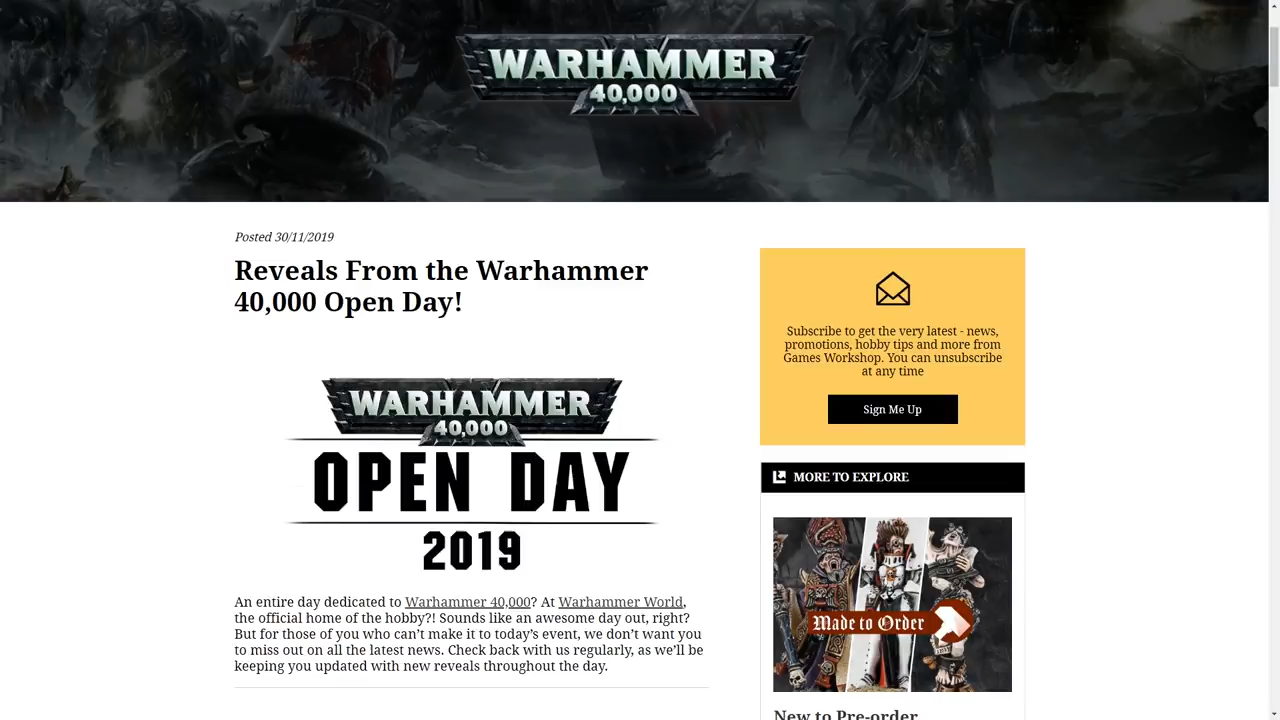 WARHAMMER
40,000
Posted 30/11/2019
Reveals From the Warhammer
40,000 Open Day!
WARHAMMER
40,000
OPEN DAY
2019
An entire day dedicated to Warhammer 40,000? At Warhammer World,
the official home of the hobby?! Sounds like an awesome day out, right?
But for those of you who can’t make it to today’s event, we don’t want you
to miss out on all the latest news. Check back with us regularly, as we’ll be
keeping you updated with new reveals throughout the day.
Subscribe to get the very latest - news,
promotions, hobby tips and more from
Games Workshop. You can unsubscribe
at any time
Sign Me Up
MORE TO EXPLORE
Made to Order
New to Pre-order